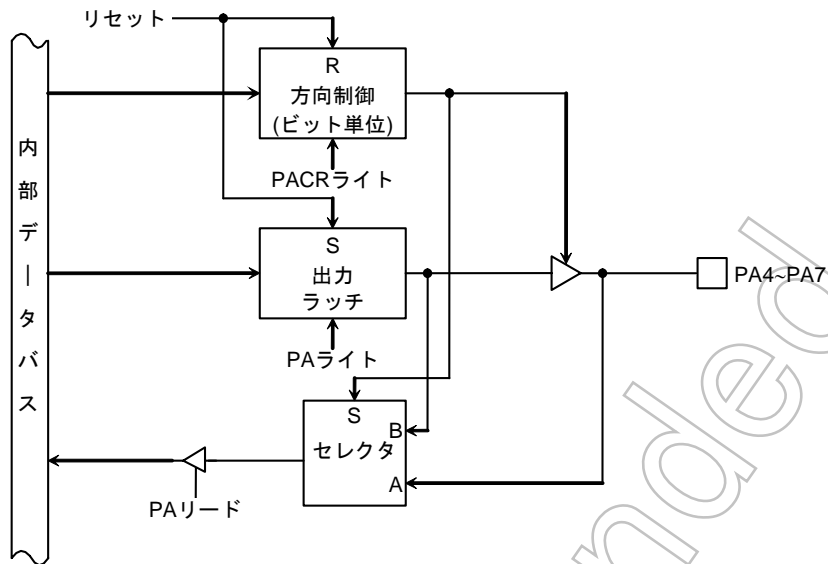 リセット
R
方向制御
(ビット単位)
PACRライト
内部データバス
S
出力
ラッチ
PAライト
PA4~PA7
S
B
セレクタ
A
PAリード
nded